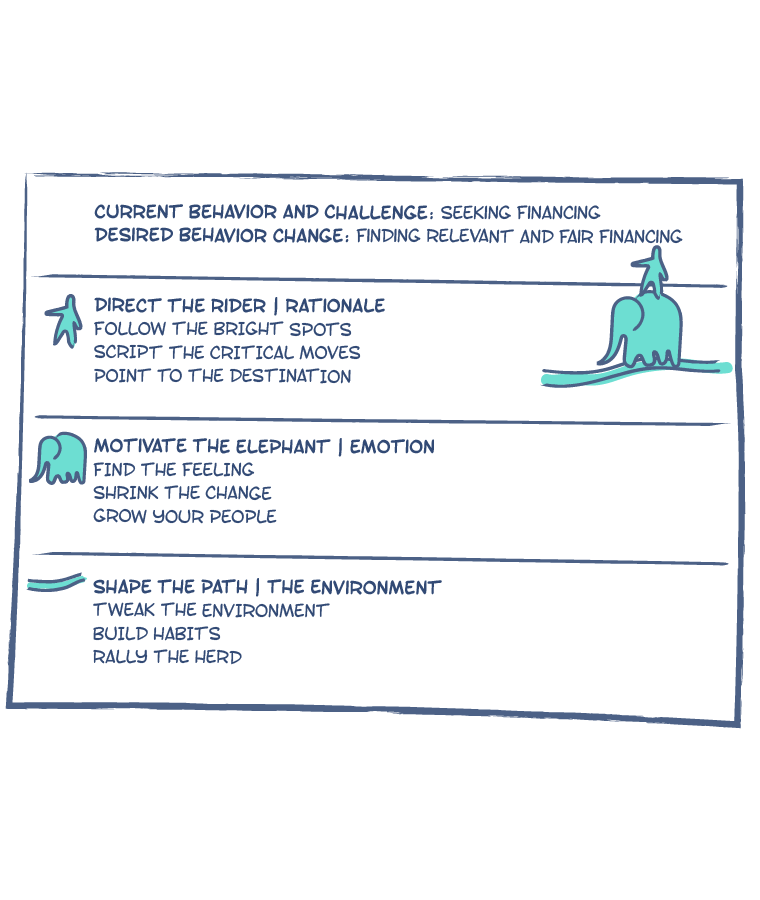 CURRENT BEHAVIOR AND CHALLENGE: SEEKING FINANCING
DESIRED BEHAVIOR CHANGE: FINDING RELEVANT AND FAIR FINANCING
DIRECT THE RIDER | RATIONALE
FOLLOW THE BRIGHT SPOTS
SCRIPT THE CRITICAL MOVES
POINT TO THE DESTINATION
MOTIVATE THE ELEPHANT | EMOTION
FIND THE FEELING
SHRINK THE CHANGE
GROW YOUR PEOPLE
SHAPE THE PATH | THE ENVIRONMENT
TWEAK THE ENVIRONMENT
BUILD HABITS
RALLY THE HERD